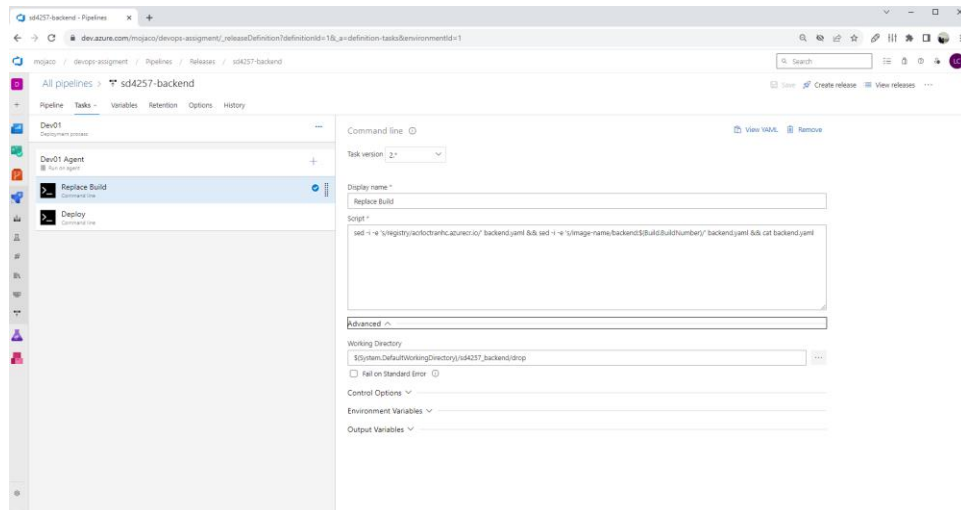 sd4257-backend - Pipelines
dev.azure.com/mojaco/devops-assigment/_releaseDefinition?definitionId=1&_a=definition-tasks&environmentId=1
mojaco / devops-assigment / Pipelines / Releases / sd4257-backend
Search
LC
D
All pipelines > sd4257-backend
Save Create release View releases ...
Pipeline Tasks Variables Retention Options History
Dev01
Deployment process
Dev01 Agent
Run on agent
Replace Build
Command line
Deploy
Command line
Command line
View YAML Remove
Task version 2.*
Display name *
Replace Build
Script *
sed -i -e 's/registry/acrloctranhc.azurecr.io/' backend.yaml && sed -i -e 's/image-name/backend:$(Build.BuildNumber)/' backend.yaml && cat backend.yaml
Advanced
Working Directory
$(System.DefaultWorkingDirectory)/sd4257_backend/drop
Fail on Standard Error
Control Options
Environment Variables
Output Variables